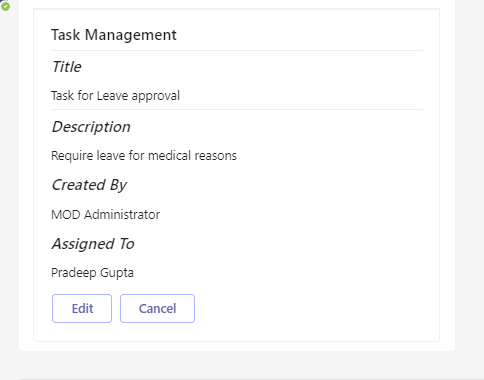 Task Management
Title
Task for Leave approval
Description
Require leave for medical reasons
Created By
MOD Administrator
Assigned To
Pradeep Gupta
Edit Cancel